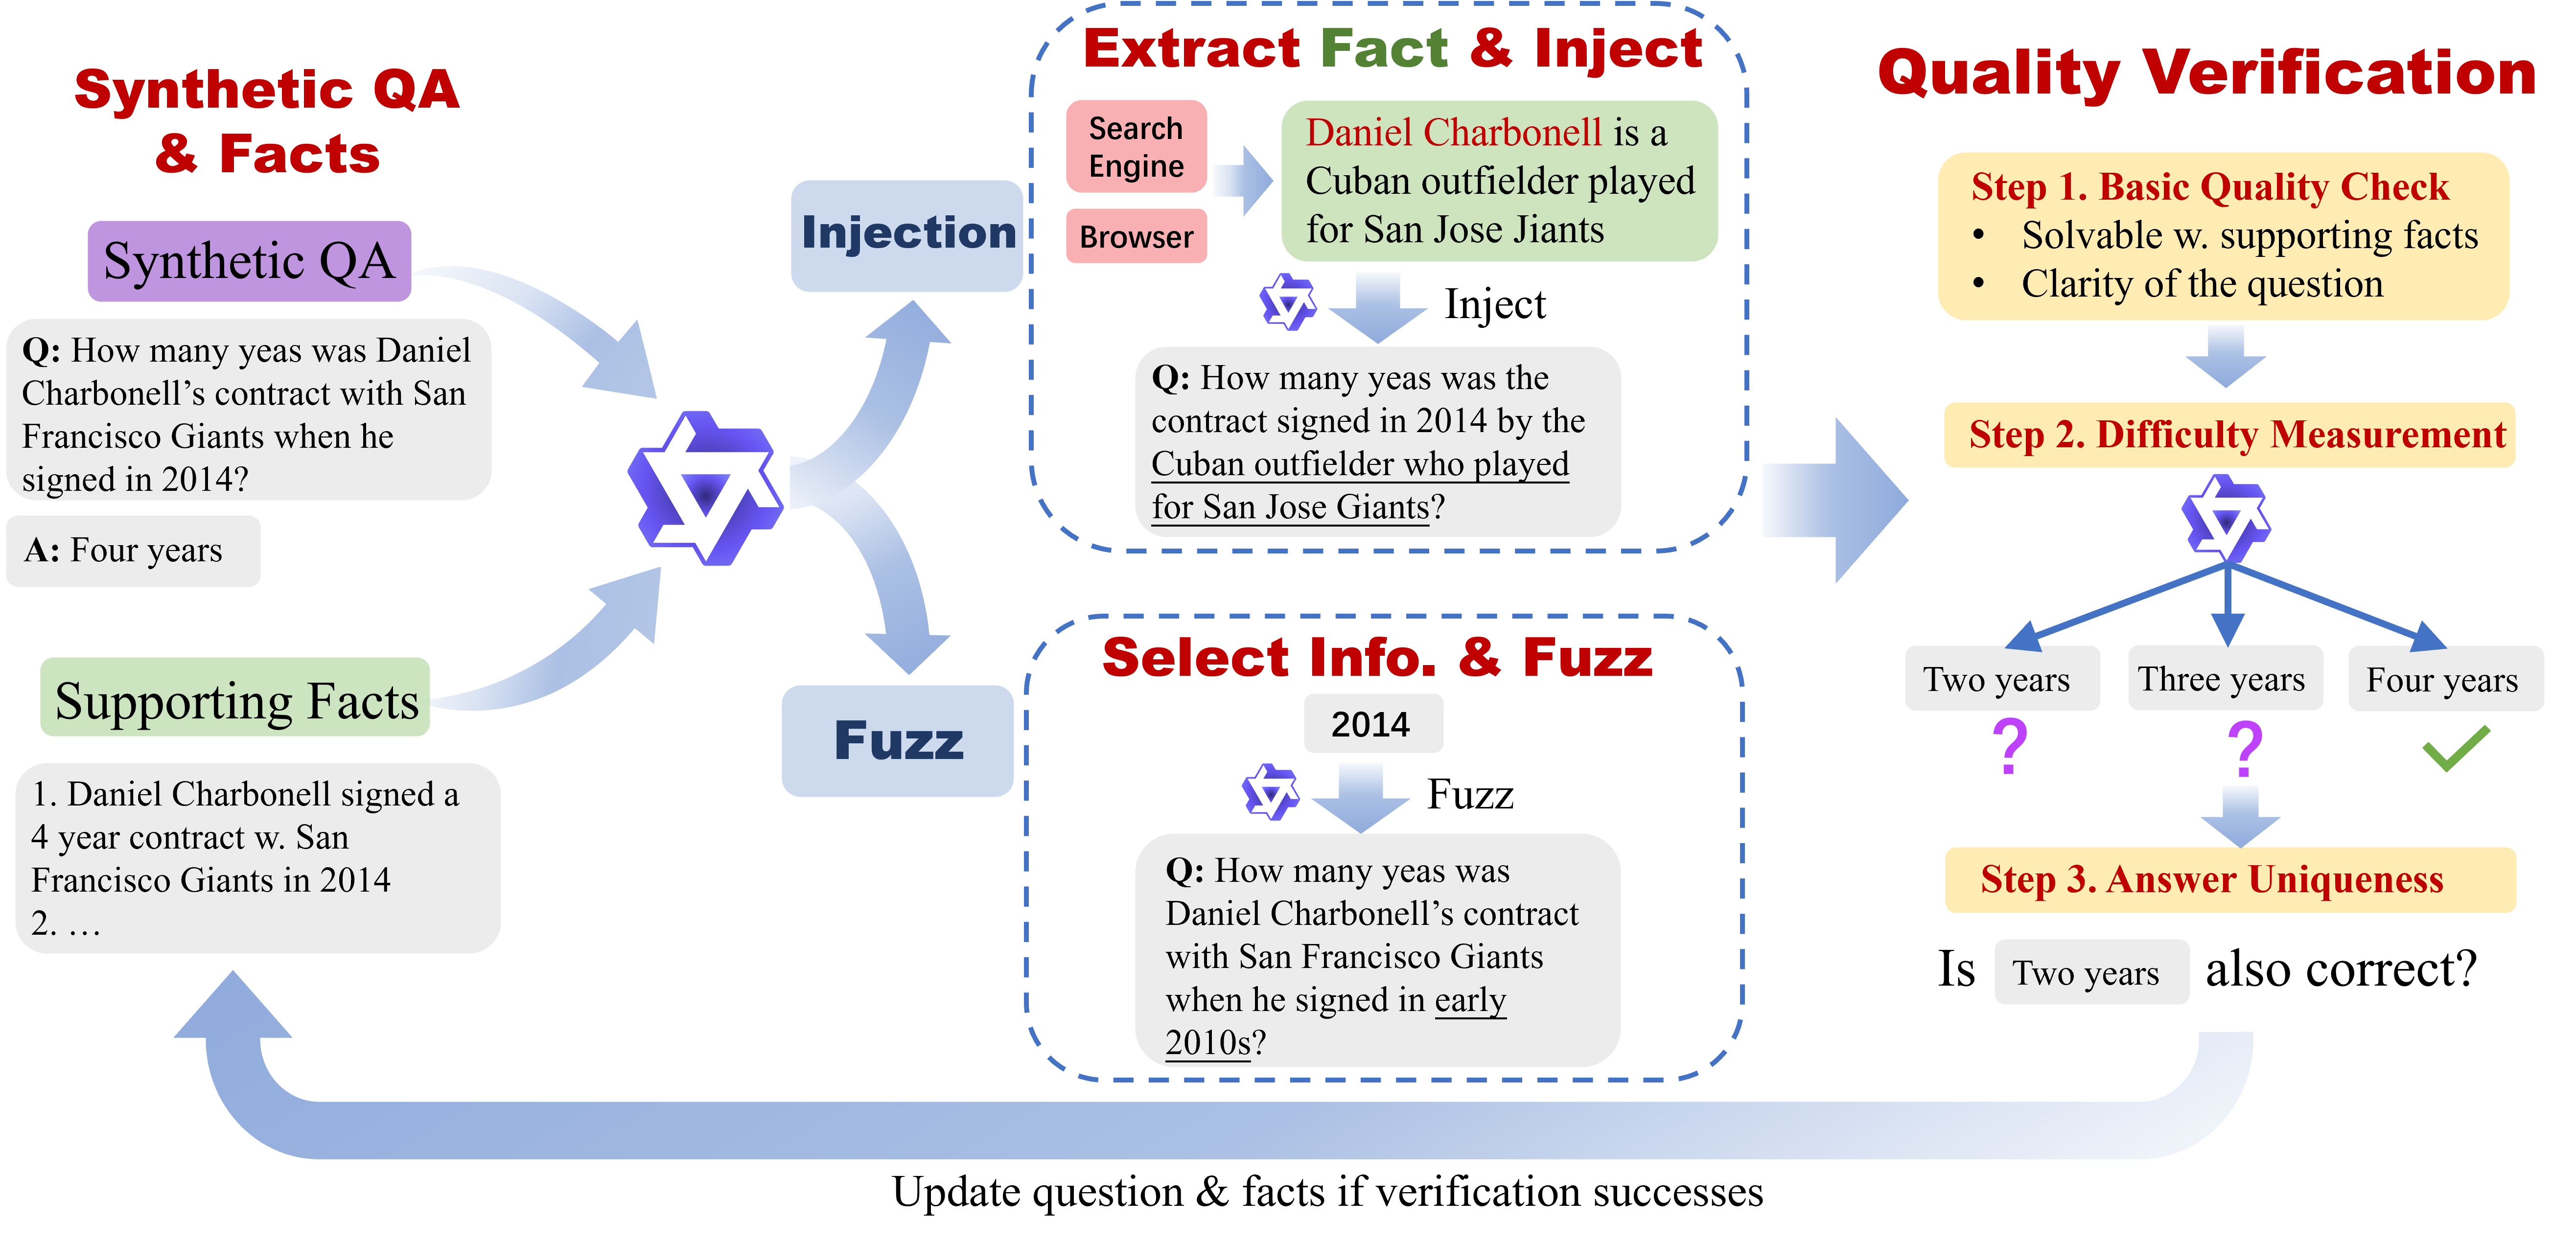 Synthetic QA
& Facts
Synthetic QA
Q: How many yeas was Daniel
Charbonell’s contract with San
Francisco Giants when he
signed in 2014?
A: Four years
Supporting Facts
1. Daniel Charbonell signed a
4 year contract w. San
Francisco Giants in 2014
2. …
Injection
Fuzz
Extract Fact & Inject
Search
Engine
Browser
Daniel Charbonell is a
Cuban outfielder played
for San Jose Jiants
Inject
Q: How many yeas was the
contract signed in 2014 by the
Cuban outfielder who played
for San Jose Giants?
Select Info. & Fuzz
2014
Fuzz
Q: How many yeas was
Daniel Charbonell’s contract
with San Francisco Giants
when he signed in early
2010s?
Quality Verification
Step 1. Basic Quality Check
• Solvable w. supporting facts
• Clarity of the question
Step 2. Difficulty Measurement
Two years
Three years
Four years
?
?
Step 3. Answer Uniqueness
Is Two years also correct?
Update question & facts if verification successes